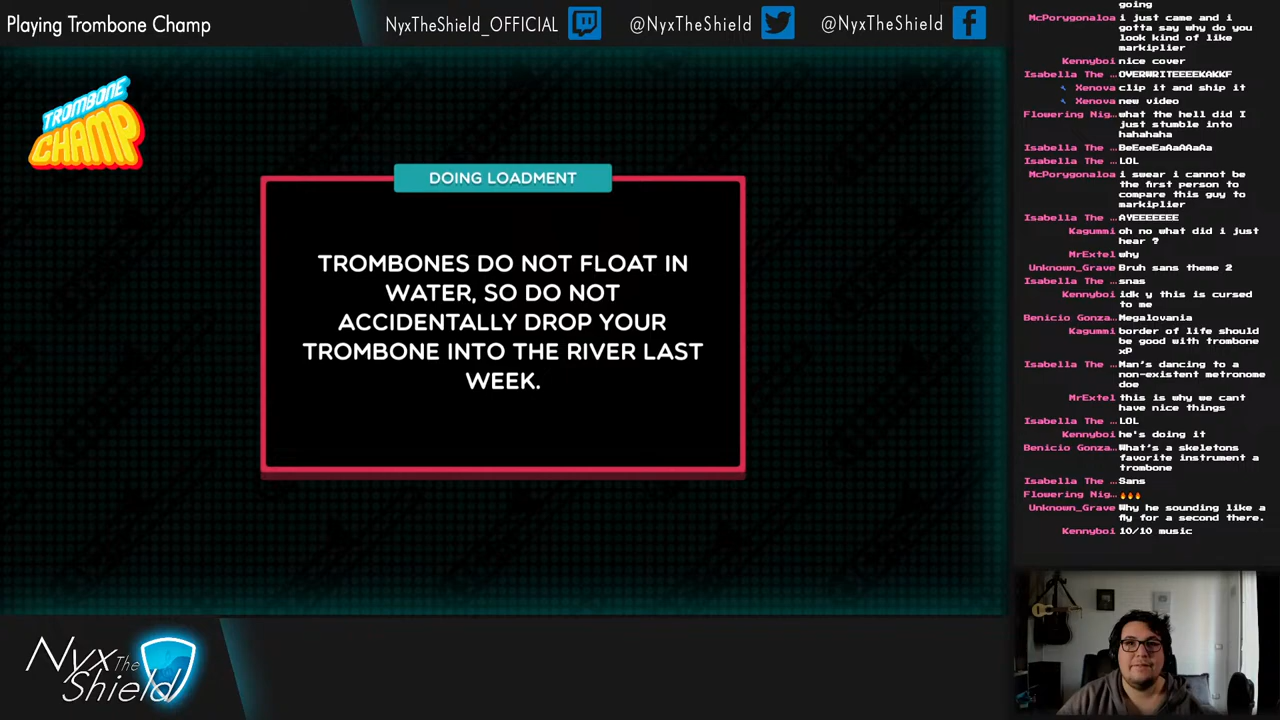 Playing Trombone Champ
NyxTheShield_OFFICIAL
@NyxTheShield
@NyxTheShield
TROMBONE
CHAMP
DOING LOADMENT
TROMBONES DO NOT FLOAT IN
WATER, SO DO NOT
ACCIDENTALLY DROP YOUR
TROMBONE INTO THE RIVER LAST
WEEK.
going
McPorygonaloa i just came and i
gotta say why do you
look kind of like
markiplier
Kennyboi nice cover
Isabella The ... OVERWRITEEEEKAKKF
Xenova clip it and ship it
Xenova new video
Flowering Nig... what the hell did I
just stumble into
hahahaha
Isabella The ... BeEeeEaAaAAaAa
Isabella The ... LOL
McPorygonaloa i swear i cannot be
the first person to
compare this guy to
markiplier
Isabella The ... AYEEEEEEE
Kagummi oh no what did i just
hear ?
MrExtel why
Unknown_Grave Bruh sans theme 2
Isabella The ... snas
Kennyboi idk y this is cursed
to me
Benicio Gonza... Megalovania
Kagummi border of life should
be good with trombone
xP
Isabella The ... Man's dancing to a
non-existent metronome
doe
MrExtel this is why we cant
have nice things
Isabella The ... LOL
Kennyboi he's doing it
Benicio Gonza... What's a skeletons
favorite instrument a
trombone
Isabella The ... Sans
Flowering Nig... 🔥🔥🔥
Unknown_Grave Why he sounding like a
fly for a second there.
Kennyboi 10/10 music
Nyx The
Shield